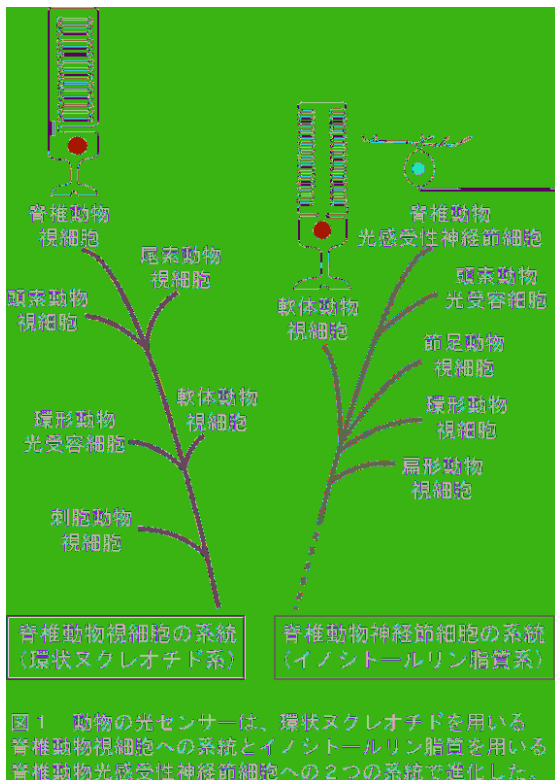 脊椎動物
視細胞
尾索動物
視細胞
頭索動物
視細胞
軟体動物
視細胞
環形動物
光受容細胞
刺胞動物
視細胞
脊椎動物視細胞の系統
(環状ヌクレオチド系)
脊椎動物
光感受性神経節細胞
頭索動物
光受容細胞
軟体動物
視細胞
節足動物
視細胞
環形動物
視細胞
扁形動物
視細胞
脊椎動物神経節細胞の系統
(イノシトールリン脂質系)
図1 動物の光センサーは、環状ヌクレオチドを用いる
脊椎動物視細胞への系統とイノシトールリン脂質を用いる
脊椎動物光感受性神経節細胞への2つの系統で進化した。